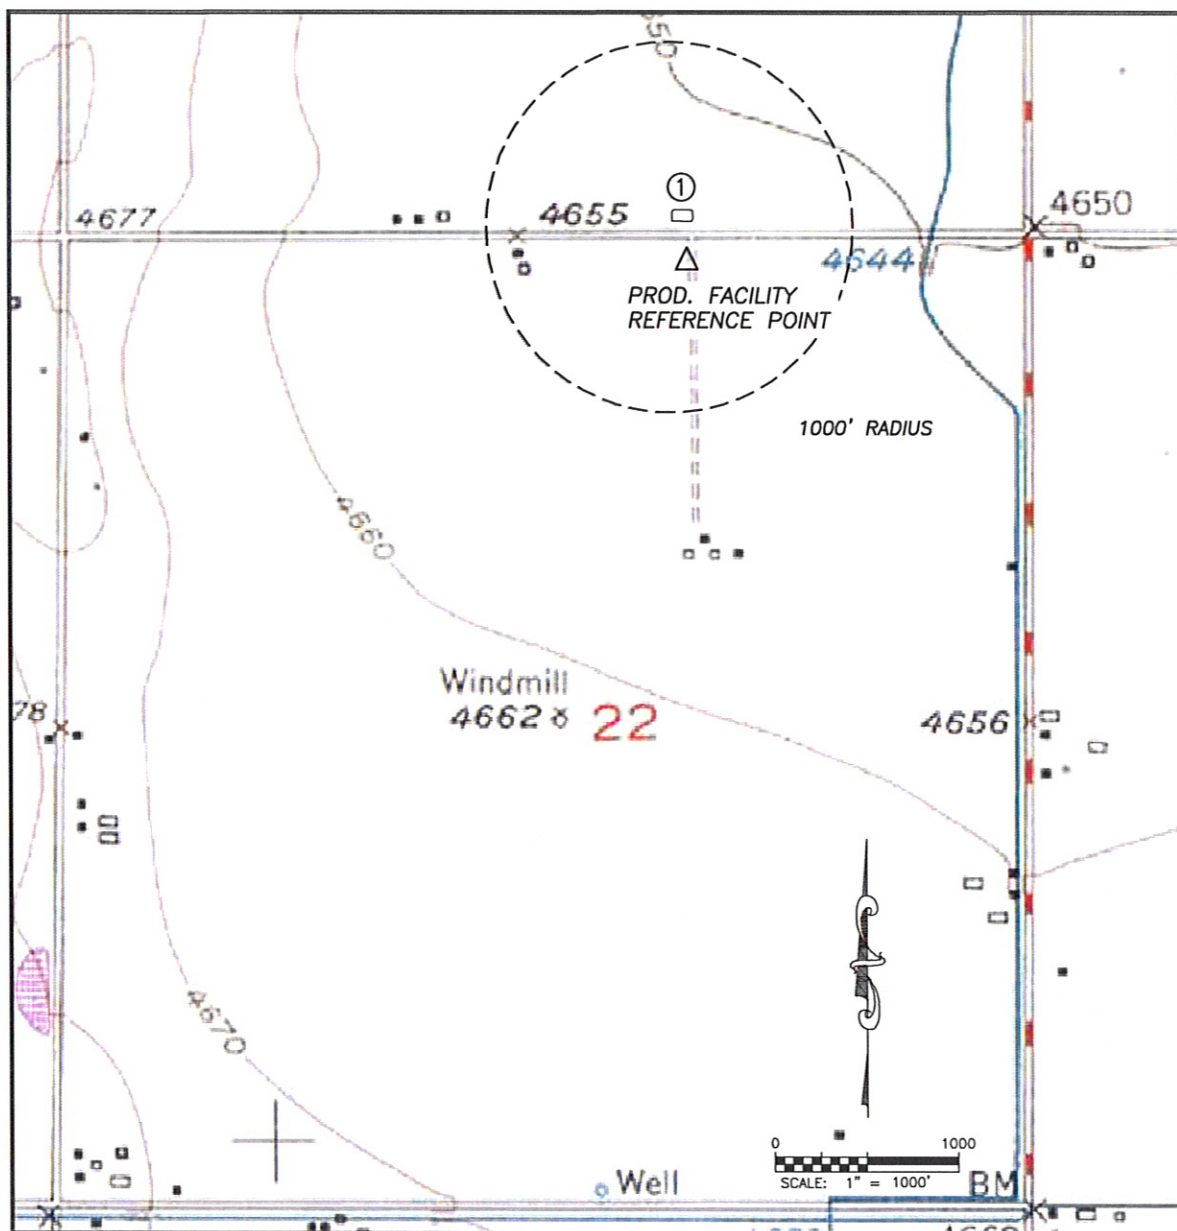 50
①
4677
4655
4650
4644
PROD. FACILITY
REFERENCE POINT
1000' RADIUS
4660
Windmill
4662
22
4656
78
4670
0 1000
SCALE: 1" = 1000'
Well
BM